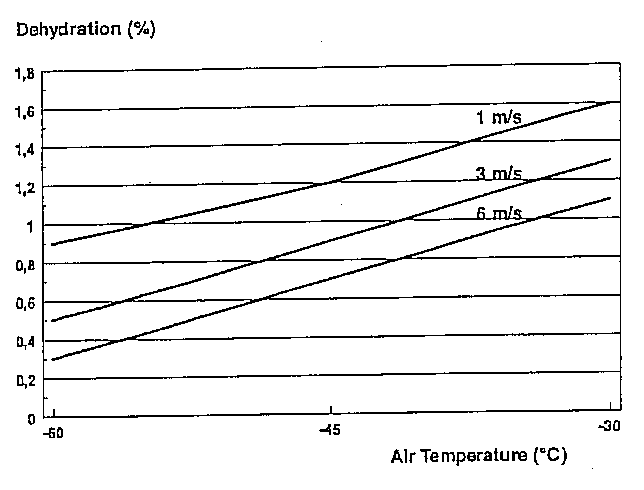 Dehydration (%)
1,8
1,6
1 m/s
1,4
3 m/s
1,2
6 m/s
1
0,8
0,6
0,4
0,2
0
-60
-45
-30
Air Temperature (°C)